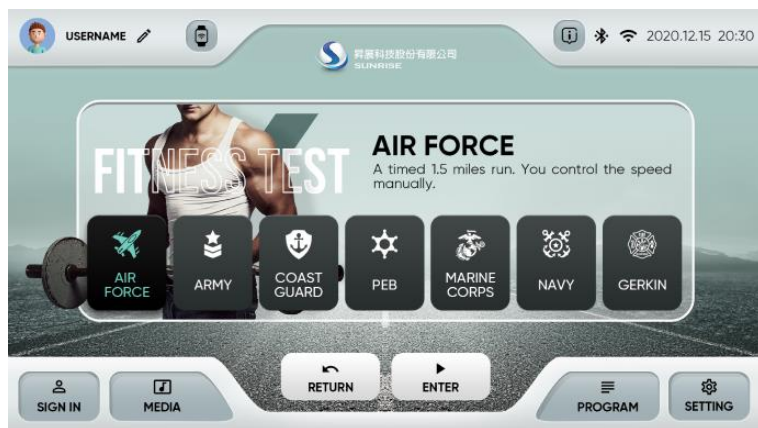 USERNAME
2020.12.15 20:30
昇展科技股份有限公司
SUNRISE
FITNESS TEST
AIR FORCE
A timed 1.5 miles run. You control the speed
manually.
AIR
FORCE
ARMY
COAST
GUARD
PEB
MARINE
CORPS
NAVY
GERKIN
RETURN
ENTER
SIGN IN
MEDIA
PROGRAM
SETTING